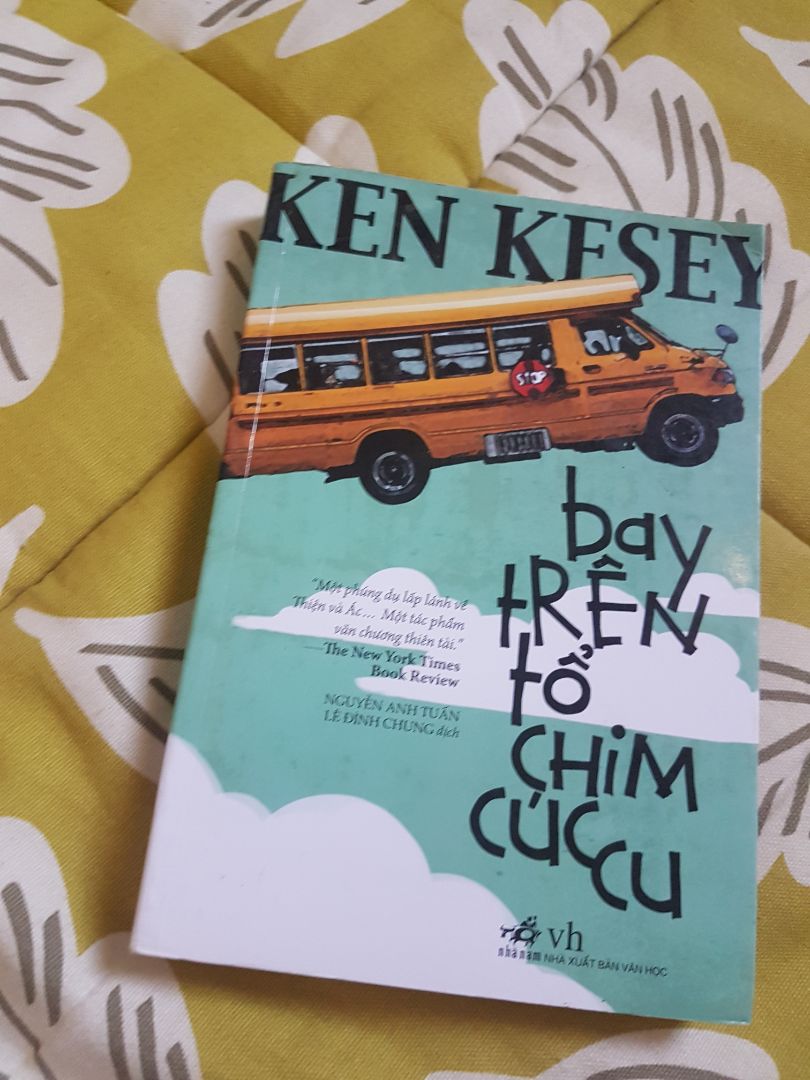 KEN KESEY
STOP
bay
TRÊN
tổ
CHiM
CÚC CU
"Một phúng dụ lấp lánh về
Thiện và Ác... Một tác phẩm
văn chương thiên tài."
—The New York Times
Book Review
NGUYỄN ANH TUẤN
LÊ ĐÌNH CHUNG dịch
nhã nam
vh
NHÀ XUẤT BẢN VĂN HỌC